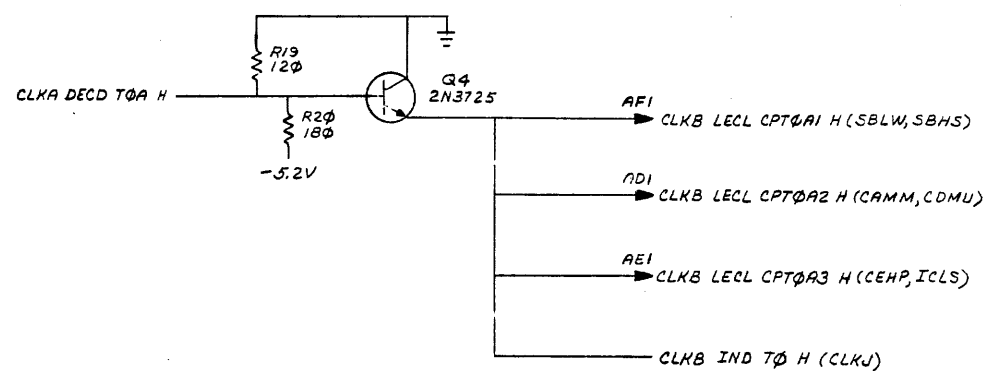 R19
12Ø
CLKA DECD TØA H
Q4
2N3725
R2Ø
18Ø
-5.2V
AF1
CLKB LECL CPTØA1 H (SBLW, SBHS)
AD1
CLKB LECL CPTØA2 H (CAMM, CDMU)
AE1
CLKB LECL CPTØA3 H (CEHP, ICLS)
CLKB IND TØ H (CLKJ)